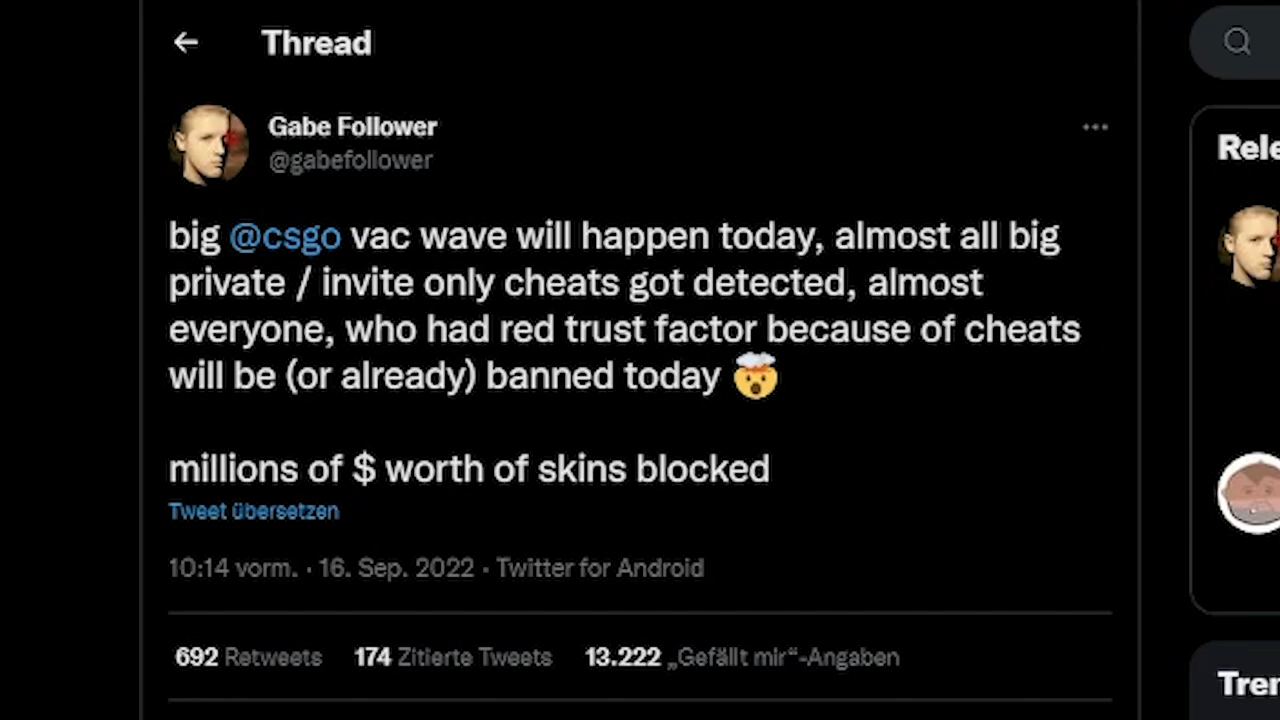 Thread
Gabe Follower
@gabefollower
big @csgo vac wave will happen today, almost all big
private / invite only cheats got detected, almost
everyone, who had red trust factor because of cheats
will be (or already) banned today 🤯
millions of $ worth of skins blocked
Tweet übersetzen
10:14 vorm. · 16. Sep. 2022 · Twitter for Android
692 Retweets 174 Zitierte Tweets 13.222 „Gefällt mir“-Angaben
Rele
Tren